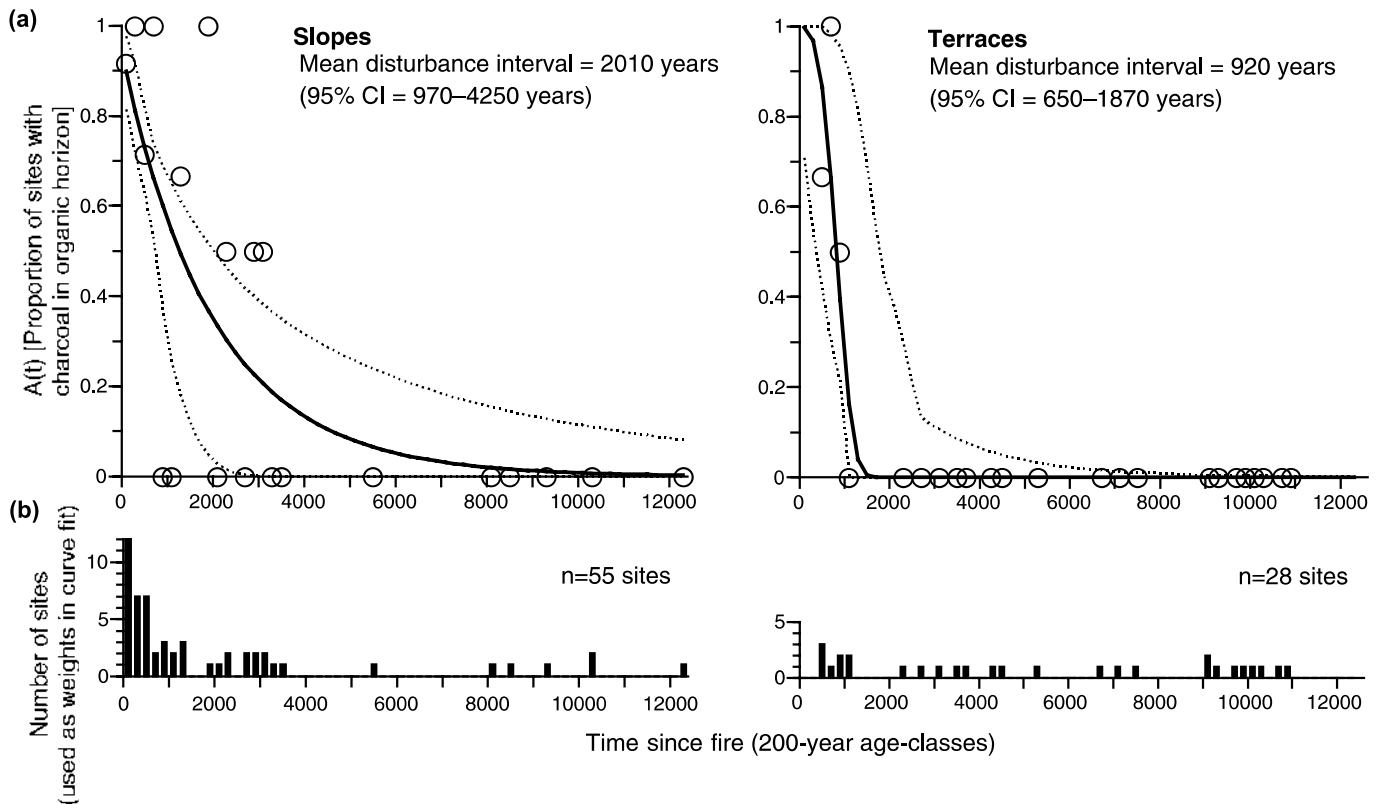 (a)
Slopes
Mean disturbance interval = 2010 years
(95% CI = 970–4250 years)
Terraces
Mean disturbance interval = 920 years
(95% CI = 650–1870 years)
A(t) [Proportion of sites with
charcoal in organic horizon]
1
0.8
0.6
0.4
0.2
0
0 2000 4000 6000 8000 10000 12000
1
0.8
0.6
0.4
0.2
0
0 2000 4000 6000 8000 10000 12000
(b)
Number of sites
(used as weights in curve fit)
n=55 sites
10
5
0
0 2000 4000 6000 8000 10000 12000
n=28 sites
5
0
0 2000 4000 6000 8000 10000 12000
Time since fire (200-year age-classes)